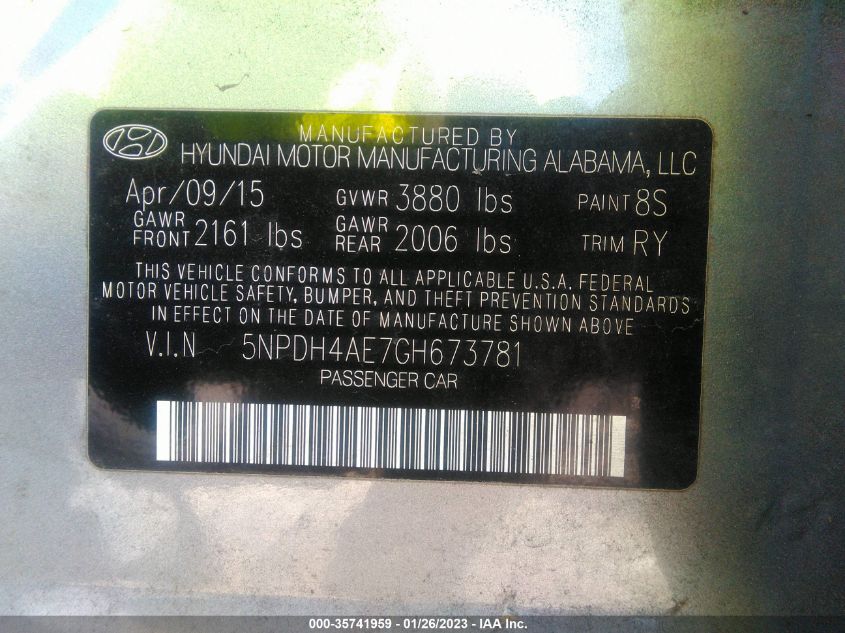 MANUFACTURED BY
HYUNDAI MOTOR MANUFACTURING ALABAMA, LLC
Apr/09/15 GVWR 3880 lbs PAINT 8S
GAWR FRONT 2161 lbs GAWR REAR 2006 lbs TRIM RY
THIS VEHICLE CONFORMS TO ALL APPLICABLE U.S.A. FEDERAL
MOTOR VEHICLE SAFETY, BUMPER, AND THEFT PREVENTION STANDARDS
IN EFFECT ON THE DATE OF MANUFACTURE SHOWN ABOVE
V.I.N 5NPDH4AE7GH673781
PASSENGER CAR
000-35741959 - 01/26/2023 - IAA Inc.